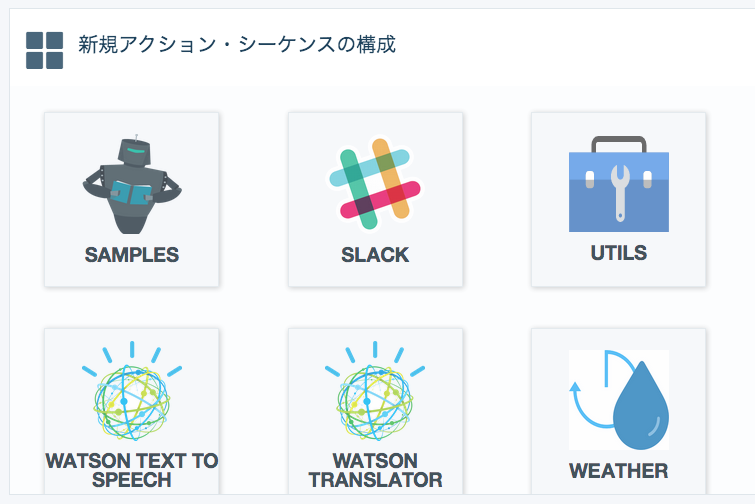 新規アクション・シーケンスの構成
SAMPLES
SLACK
UTILS
WATSON TEXT TO
SPEECH
WATSON
TRANSLATOR
WEATHER